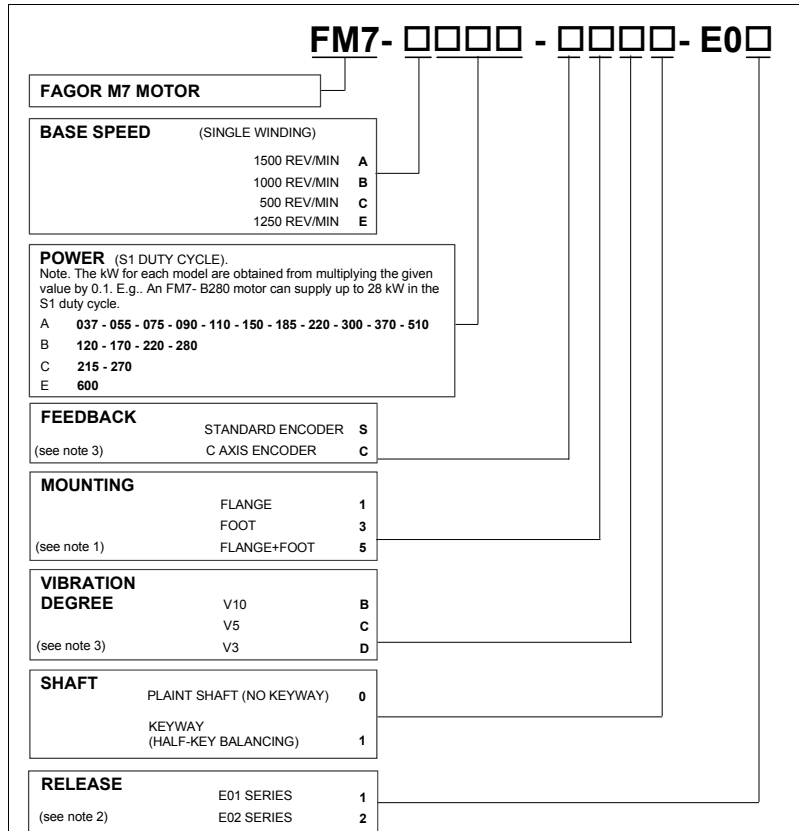 FM7- □□□□ - □□□□- E0□
FAGOR M7 MOTOR
BASE SPEED (SINGLE WINDING)
1500 REV/MIN A
1000 REV/MIN B
500 REV/MIN C
1250 REV/MIN E
POWER (S1 DUTY CYCLE).
Note. The kW for each model are obtained from multiplying the given
value by 0.1. E.g.. An FM7- B280 motor can supply up to 28 kW in the
S1 duty cycle.
A 037 - 055 - 075 - 090 - 110 - 150 - 185 - 220 - 300 - 370 - 510
B 120 - 170 - 220 - 280
C 215 - 270
E 600
FEEDBACK
STANDARD ENCODER S
(see note 3) C AXIS ENCODER C
MOUNTING
FLANGE 1
FOOT 3
(see note 1) FLANGE+FOOT 5
VIBRATION
DEGREE V10 B
V5 C
(see note 3) V3 D
SHAFT
PLAINT SHAFT (NO KEYWAY) 0
KEYWAY
(HALF-KEY BALANCING) 1
RELEASE
E01 SERIES 1
(see note 2) E02 SERIES 2